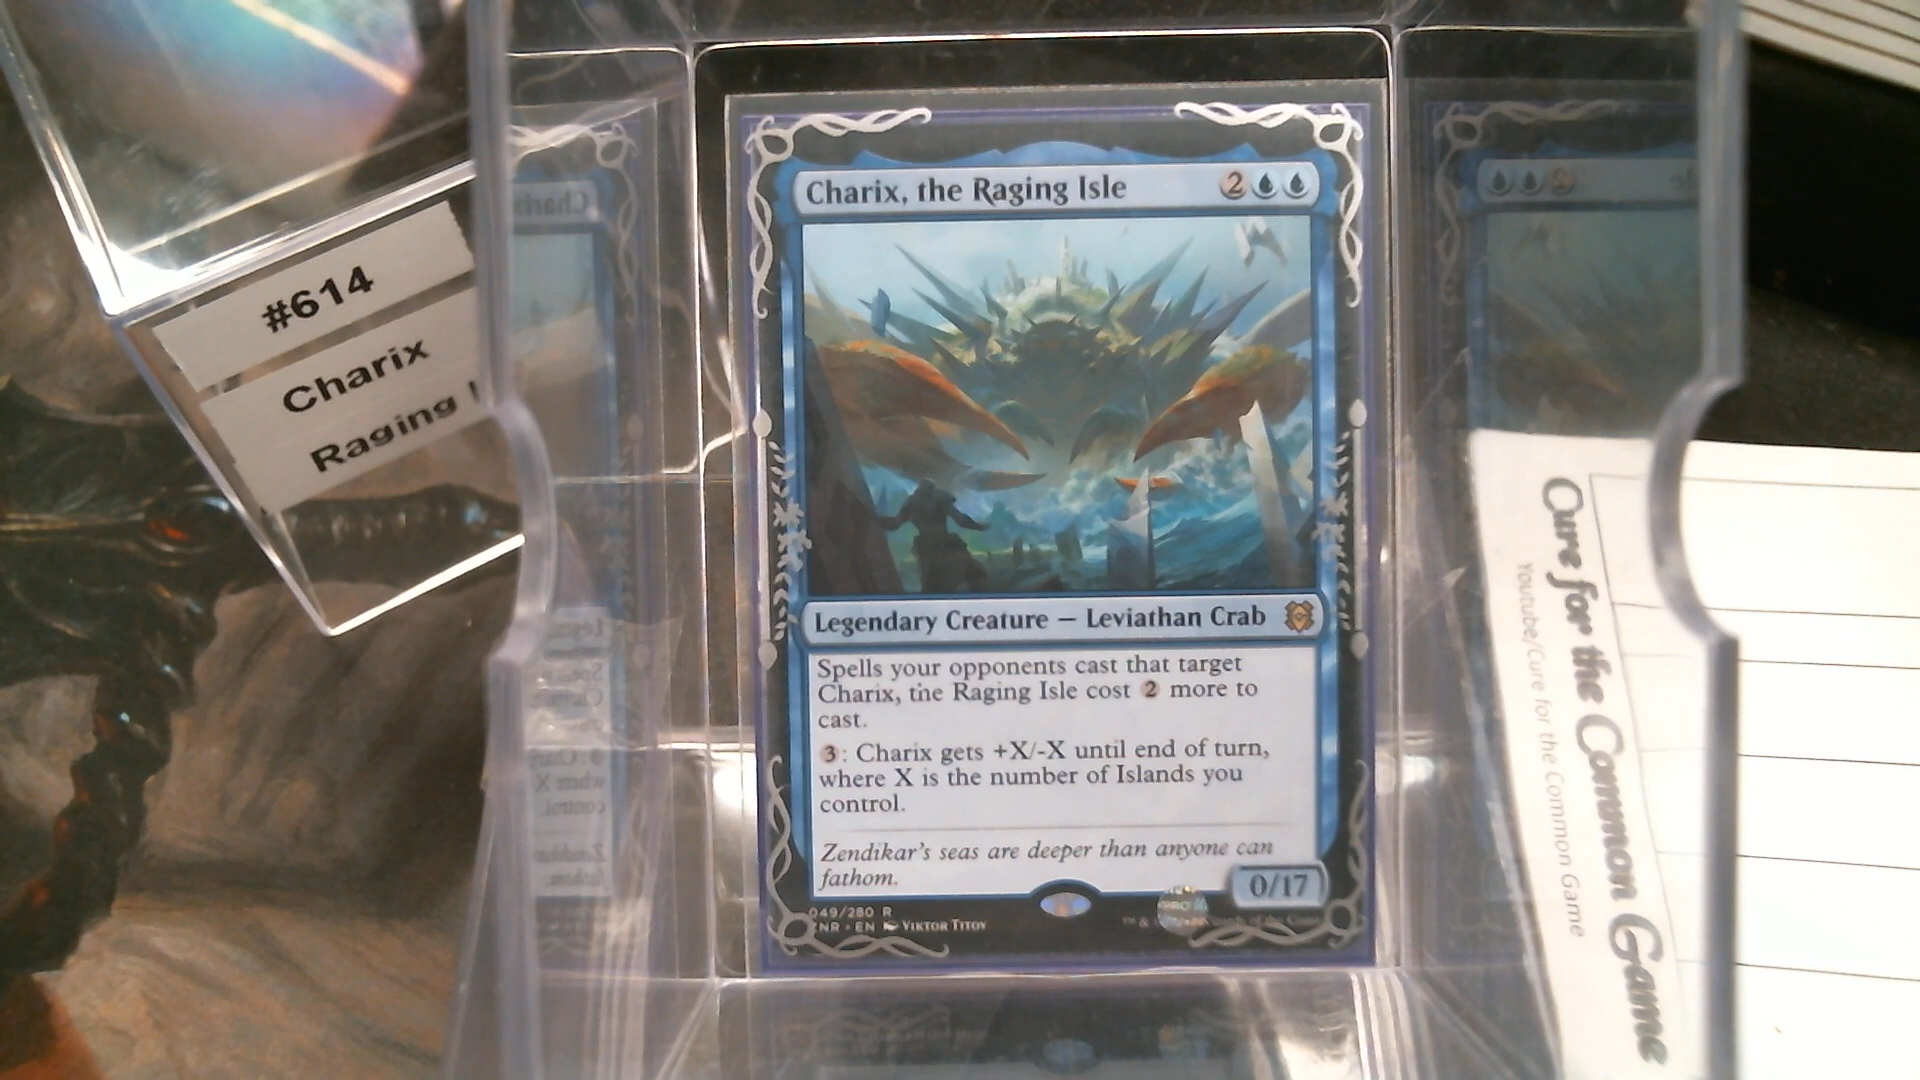 #614
Charix
Raging
Charix, the Raging Isle 2
Legendary Creature — Leviathan Crab
Spells your opponents cast that target
Charix, the Raging Isle cost 2 more to
cast.
3: Charix gets +X/-X until end of turn,
where X is the number of Islands you
control.
Zendikar's seas are deeper than anyone can
fathom.
0/17
049/280 R
ZNR • EN VIKTOR TITOV
Cure for the Common Game
Youtube/Cure for the Common Game